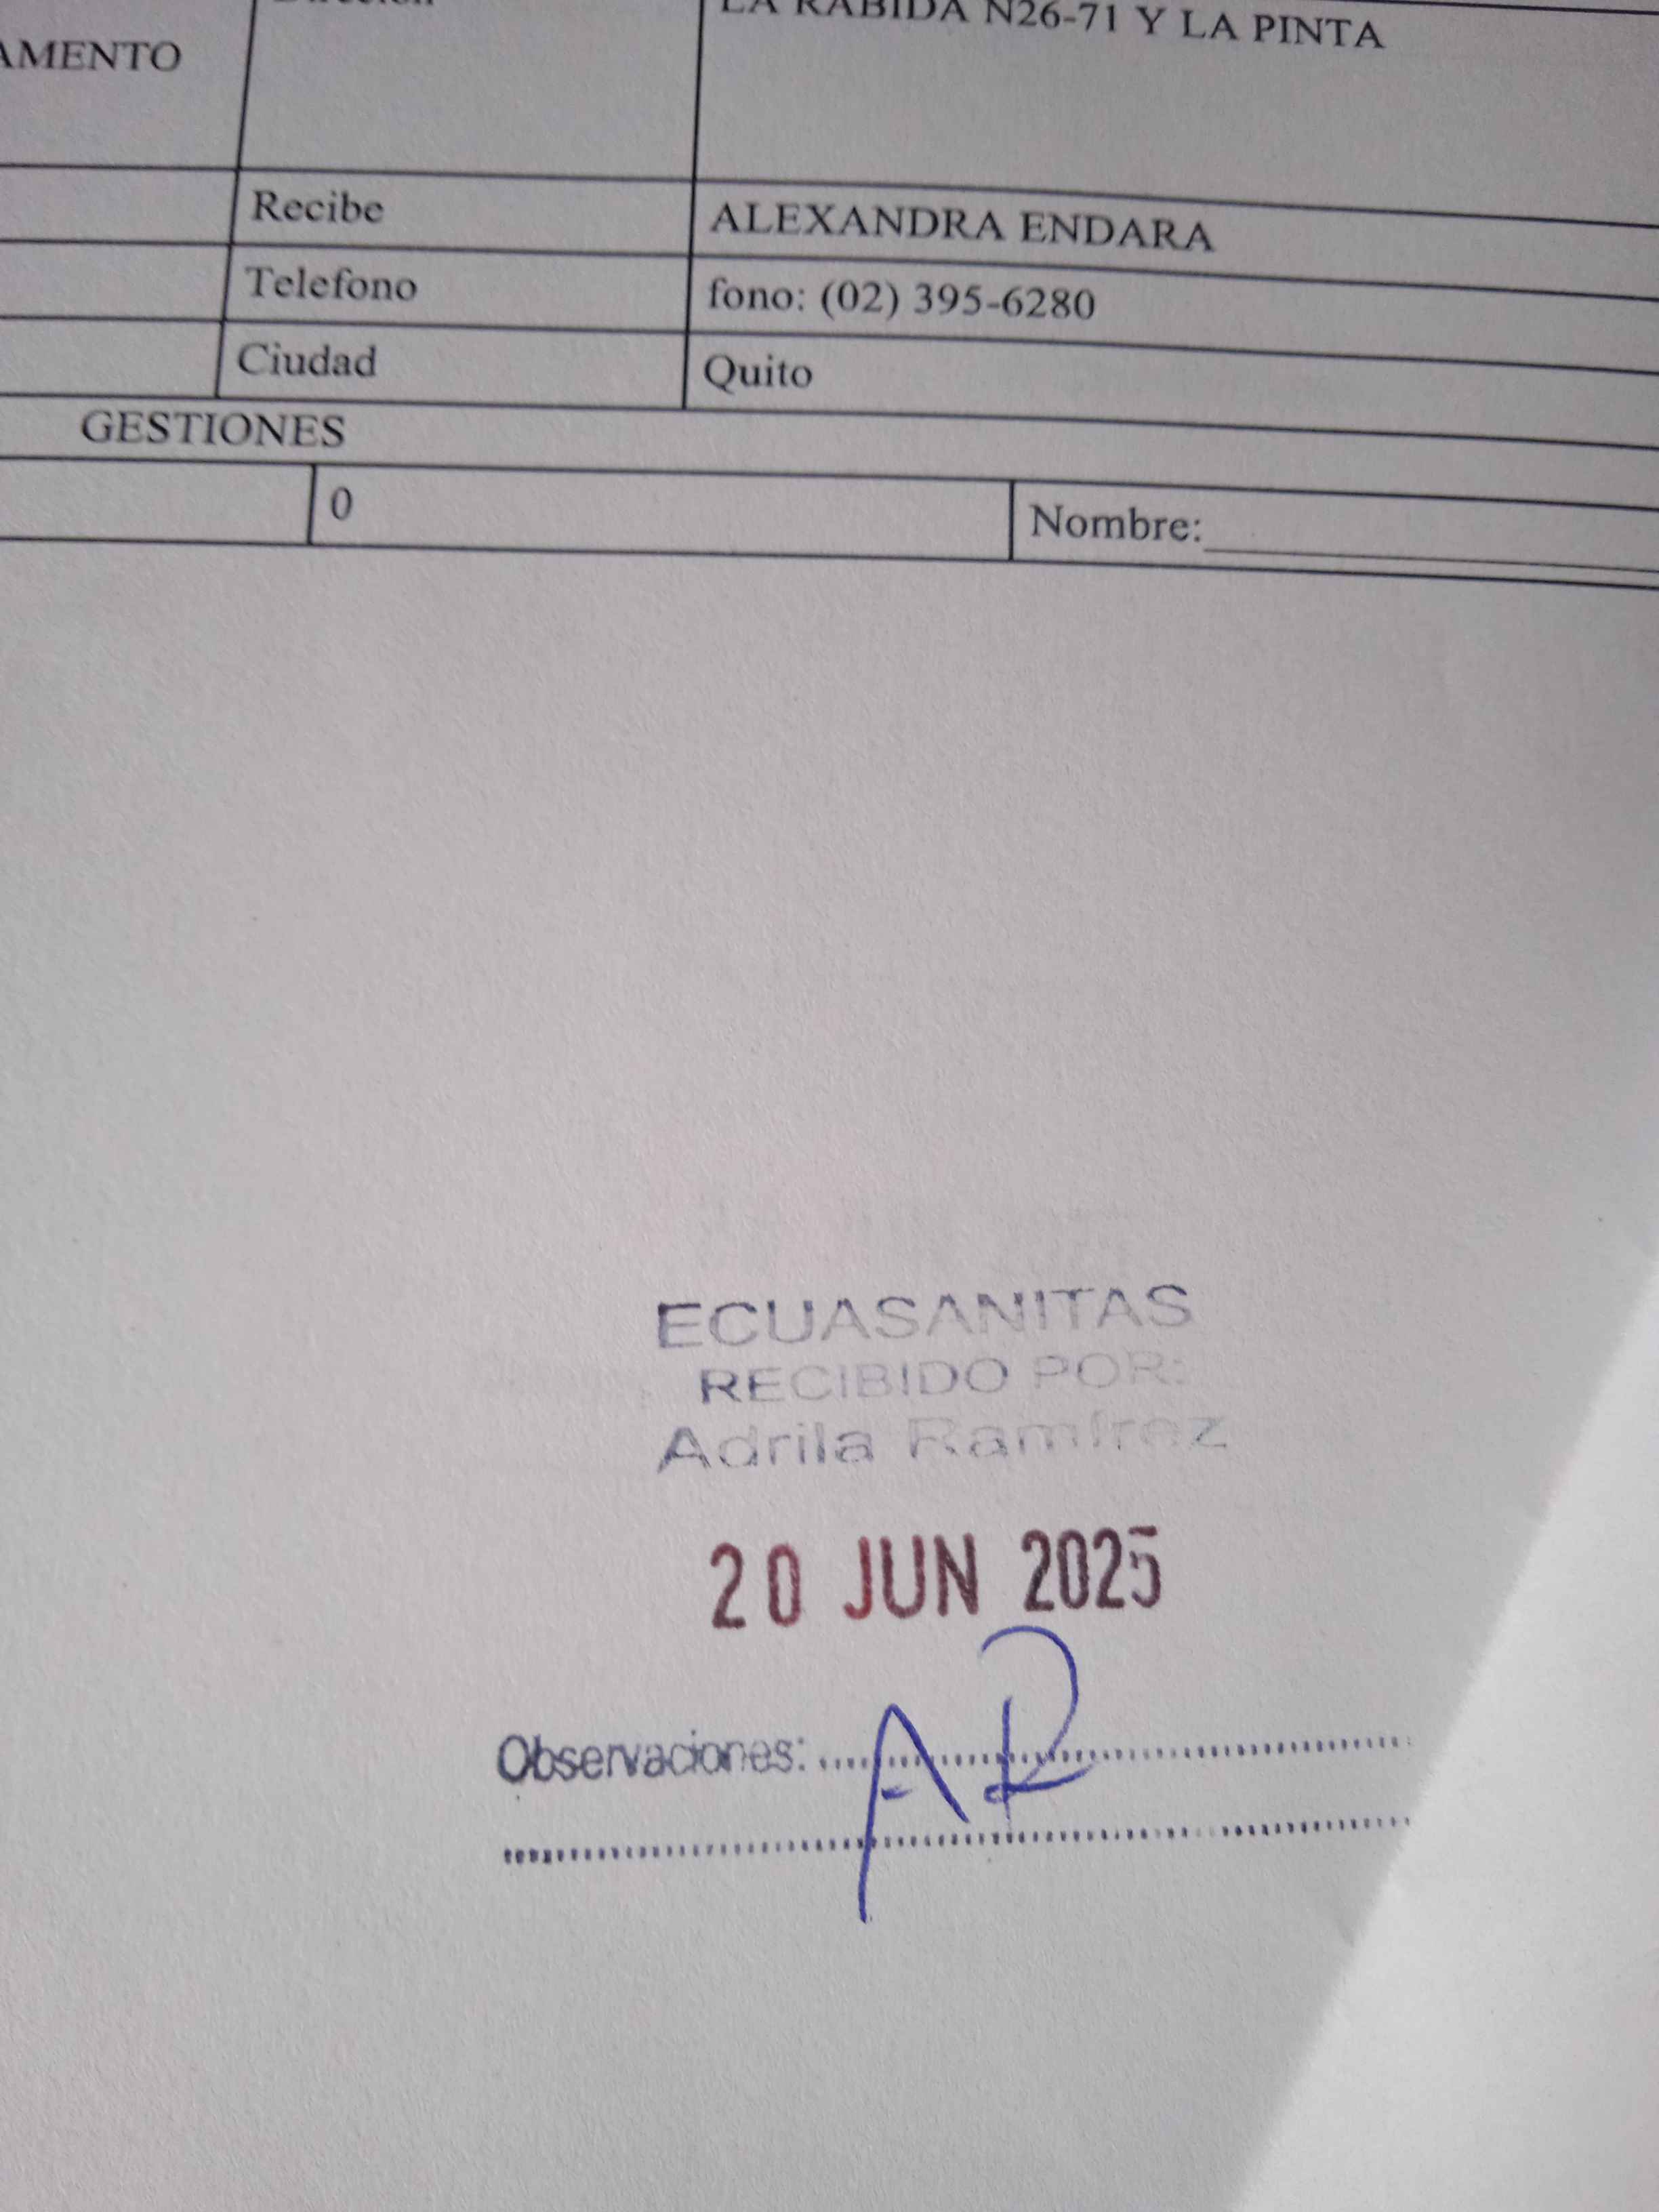 LA RABIDA N26-71 Y LA PINTA
AMENTO
Recibe ALEXANDRA ENDARA
Telefono fono: (02) 395-6280
Ciudad Quito
GESTIONES
0 Nombre:
ECUASANITAS
RECIBIDO POR:
Adrila Ramírez
20 JUN 2025
Observaciones:
AR